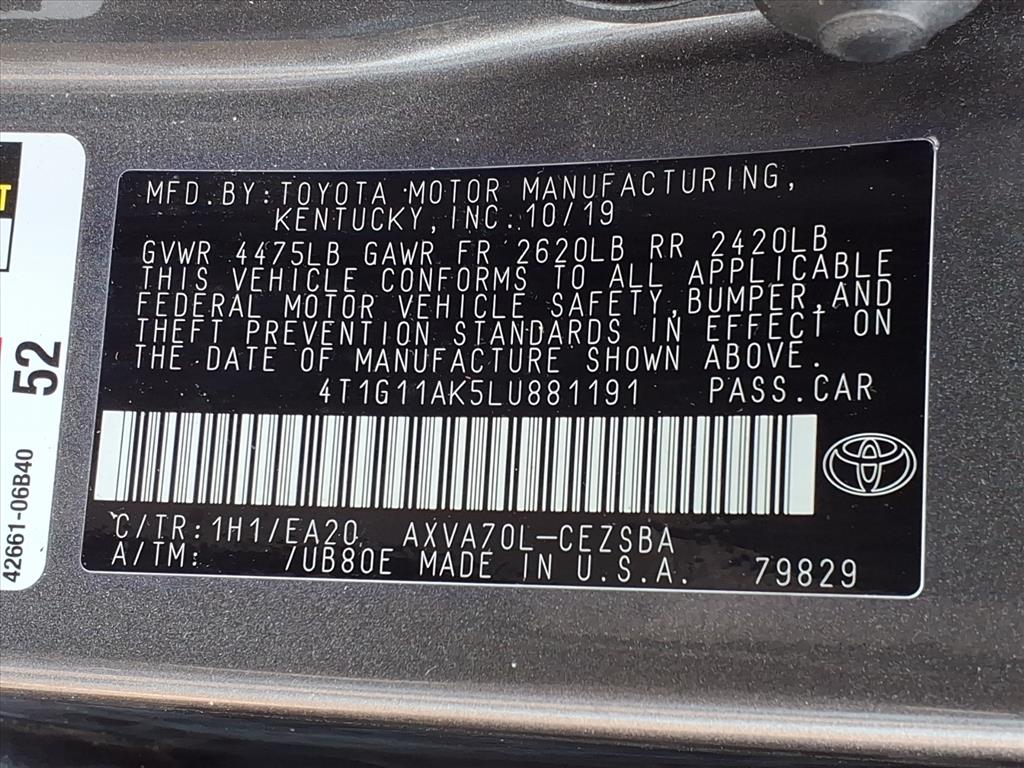 MFD.BY:TOYOTA MOTOR MANUFACTURING,
KENTUCKY, INC.10/19
GVWR 4475LB GAWR FR 2620LB RR 2420LB
THIS VEHICLE CONFORMS TO ALL APPLICABLE
FEDERAL MOTOR VEHICLE SAFETY,BUMPER,AND
THEFT PREVENTION STANDARDS IN EFFECT ON
THE DATE OF MANUFACTURE SHOWN ABOVE.
4T1G11AK5LU881191 PASS.CAR
C/TR:1H1/EA20 AXVA70L-CEZSBA
A/TM: /UB80E MADE IN U.S.A. 79829
52
42661-06B40